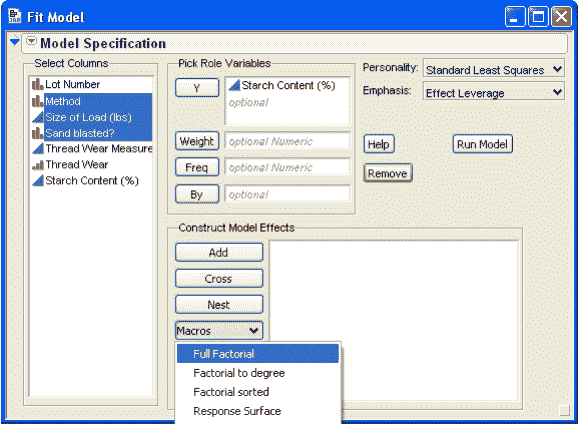 Fit Model
Model Specification
Select Columns
Lot Number
Method
Size of Load (lbs)
Sand blasted?
Thread Wear Measure
Thread Wear
Starch Content (%)
Pick Role Variables
Y
Starch Content (%)
optional
Weight
optional Numeric
Freq
optional Numeric
By
optional
Personality:
Standard Least Squares
Emphasis:
Effect Leverage
Help
Run Model
Remove
Construct Model Effects
Add
Cross
Nest
Macros
Full Factorial
Factorial to degree
Factorial sorted
Response Surface